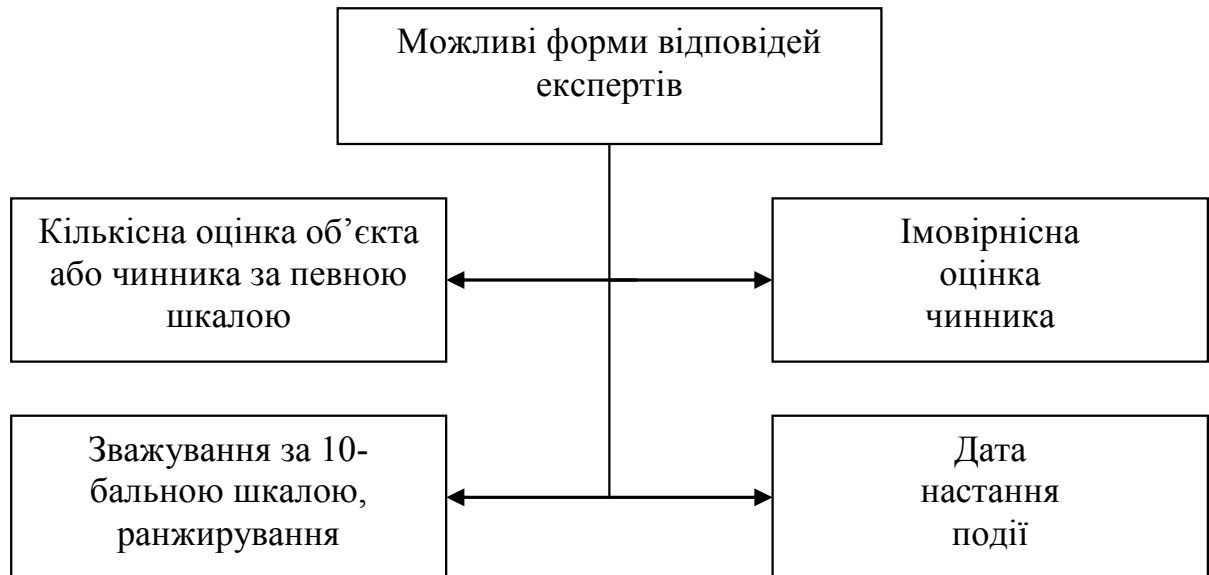 Можливі форми відповідей
експертів
Кількісна оцінка об’єкта
або чинника за певною
шкалою
Імовірнісна
оцінка
чинника
Зважування за 10-
бальною шкалою,
ранжирування
Дата
настання
події